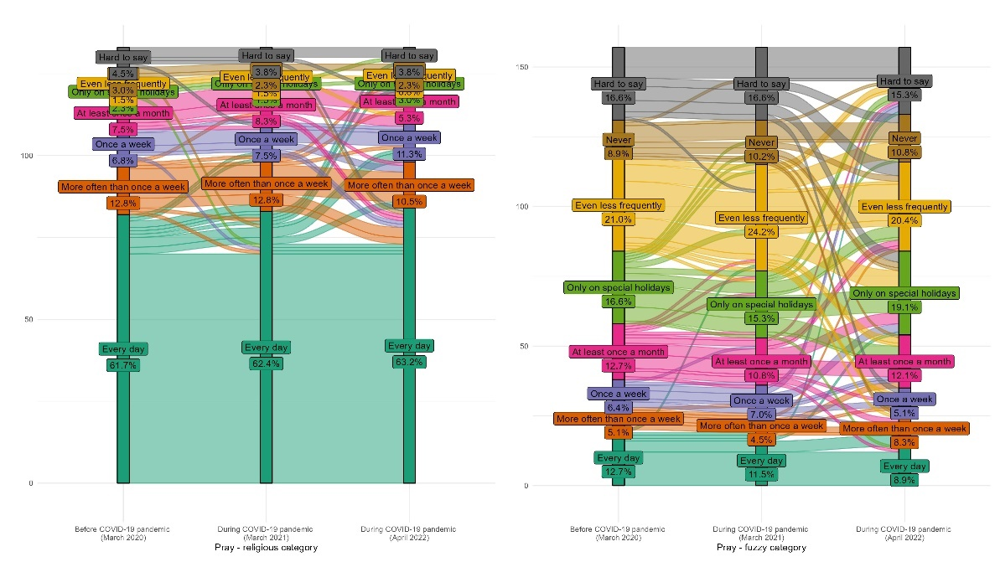 Hard to say
4.5%
Even less frequently
3.0%
Only on holidays
1.5%
2.3%
At least once a month
7.5%
Once a week
6.8%
More often than once a week
12.8%
Every day
61.7%
Hard to say
3.8%
Even frequently
2.3%
Only holidays
1.5%
At least once a month
8.3%
Once a week
7.5%
More often than once a week
12.8%
Every day
62.4%
Hard to say
3.8%
Even frequently
2.3%
Only holidays
3.0%
At least a month
5.3%
Once a week
11.3%
More often than once a week
10.5%
Every day
63.2%
100
50
0
Before COVID-19 pandemic
(March 2020)
During COVID-19 pandemic
(March 2021)
During COVID-19 pandemic
(April 2022)
Pray - religious category
150
100
50
0
Hard to say
16.6%
Never
8.9%
Even less frequently
21.0%
Only on special holidays
16.6%
At least once a month
12.7%
Once a week
6.4%
More often than once a week
5.1%
Every day
12.7%
Hard to say
16.6%
Never
10.2%
Even less frequently
24.2%
Only on special holidays
15.3%
At least once a month
10.8%
Once a week
7.0%
More often than once a week
4.5%
Every day
11.5%
Hard to say
15.3%
Never
10.8%
Even less frequently
20.4%
Only on special holidays
19.1%
At least once a month
12.1%
Once a week
5.1%
More often than once a week
8.3%
Every day
8.9%
Before COVID-19 pandemic
(March 2020)
During COVID-19 pandemic
(March 2021)
During COVID-19 pandemic
(April 2022)
Pray - fuzzy category